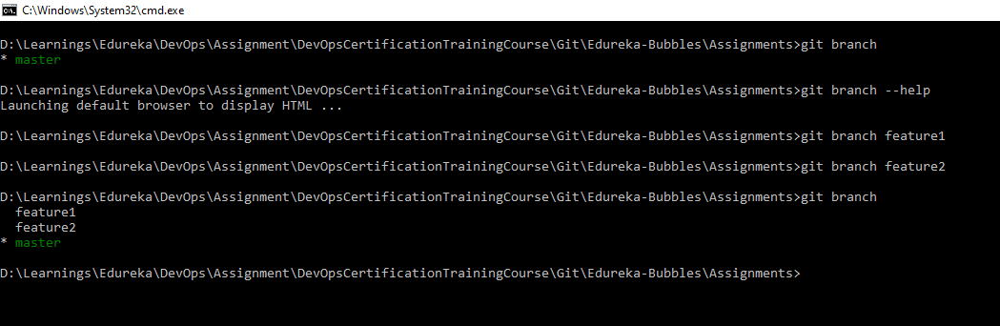 C:\Windows\System32\cmd.exe
D:\Learnings\Edureka\DevOps\Assignment\DevOpsCertificationTrainingCourse\Git\Edureka-Bubbles\Assignments>git branch
* master
D:\Learnings\Edureka\DevOps\Assignment\DevOpsCertificationTrainingCourse\Git\Edureka-Bubbles\Assignments>git branch --help
Launching default browser to display HTML ...
D:\Learnings\Edureka\DevOps\Assignment\DevOpsCertificationTrainingCourse\Git\Edureka-Bubbles\Assignments>git branch feature1
D:\Learnings\Edureka\DevOps\Assignment\DevOpsCertificationTrainingCourse\Git\Edureka-Bubbles\Assignments>git branch feature2
D:\Learnings\Edureka\DevOps\Assignment\DevOpsCertificationTrainingCourse\Git\Edureka-Bubbles\Assignments>git branch
  feature1
  feature2
* master
D:\Learnings\Edureka\DevOps\Assignment\DevOpsCertificationTrainingCourse\Git\Edureka-Bubbles\Assignments>